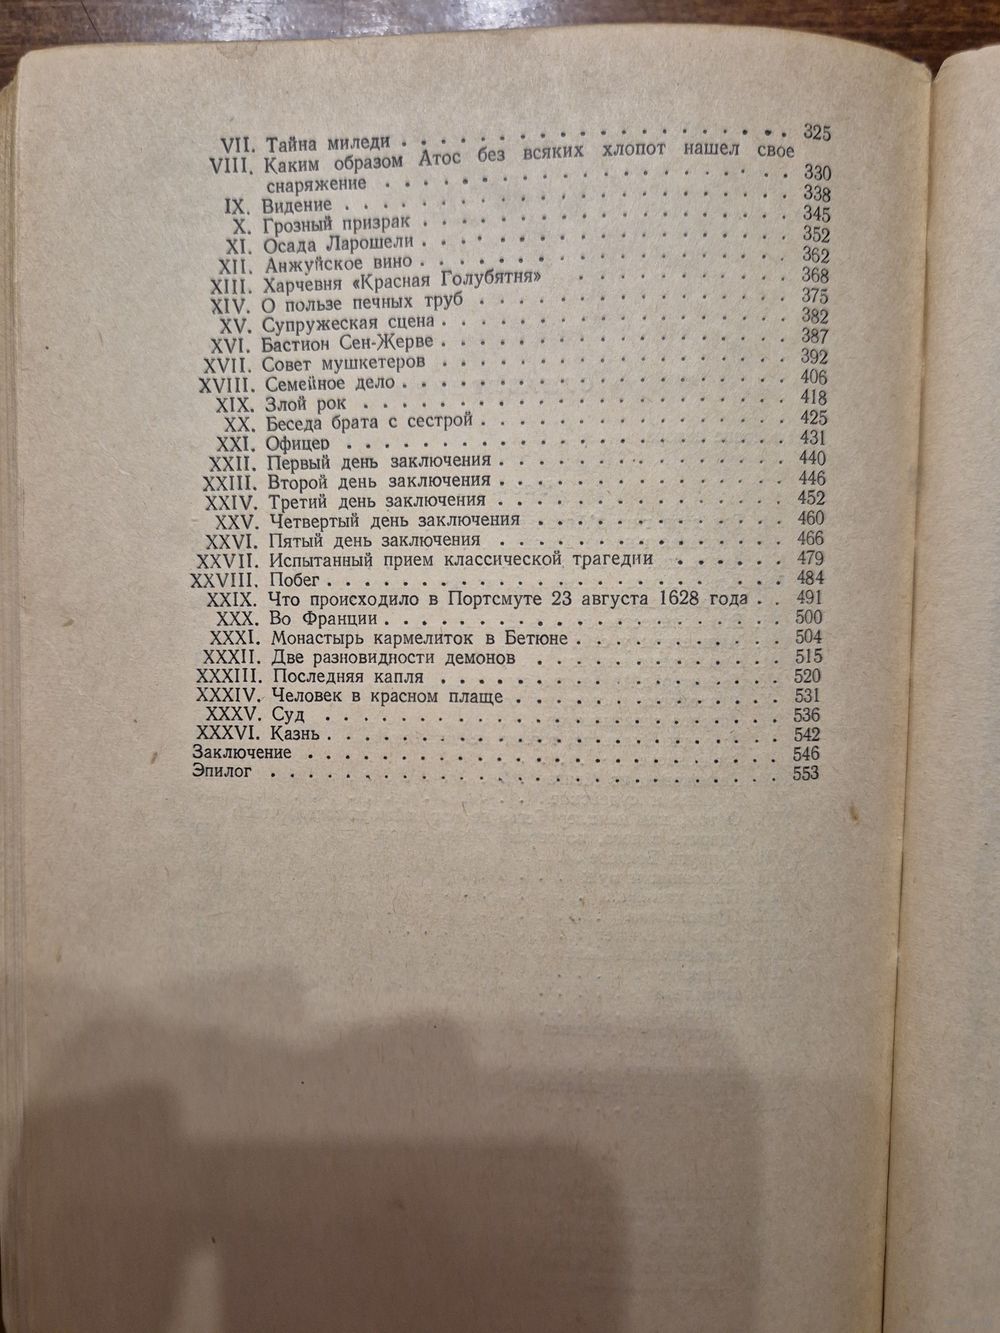 VII. Тайна миледи . . . . . . . . . . . . . . . . . . . 325
VIII. Каким образом Атос без всяких хлопот нашел свое
снаряжение . . . . . . . . . . . . . . . . . . . 330
IX. Видение . . . . . . . . . . . . . . . . . . . 338
X. Грозный призрак . . . . . . . . . . . . . . . . . . . 345
XI. Осада Ларошели . . . . . . . . . . . . . . . . . . . 352
XII. Анжуйское вино . . . . . . . . . . . . . . . . . . . 362
XIII. Харчевня «Красная Голубятня» . . . . . . . . . . . 368
XIV. О пользе печных труб . . . . . . . . . . . . . . . 375
XV. Супружеская сцена . . . . . . . . . . . . . . . . . 382
XVI. Бастион Сен-Жерве . . . . . . . . . . . . . . . . . 387
XVII. Совет мушкетеров . . . . . . . . . . . . . . . . . 392
XVIII. Семейное дело . . . . . . . . . . . . . . . . . . . 406
XIX. Злой рок . . . . . . . . . . . . . . . . . . . 418
XX. Беседа брата с сестрой . . . . . . . . . . . . . . . 425
XXI. Офицер . . . . . . . . . . . . . . . . . . . 431
XXII. Первый день заключения . . . . . . . . . . . . . . 440
XXIII. Второй день заключения . . . . . . . . . . . . . . 446
XXIV. Третий день заключения . . . . . . . . . . . . . . 452
XXV. Четвертый день заключения . . . . . . . . . . . . . 460
XXVI. Пятый день заключения . . . . . . . . . . . . . . 466
XXVII. Испытанный прием классической трагедии . . . . . . 479
XXVIII. Побег . . . . . . . . . . . . . . . . . . . 484
XXIX. Что происходило в Портсмуте 23 августа 1628 года . . 491
XXX. Во Франции . . . . . . . . . . . . . . . . . . . 500
XXXI. Монастырь кармелиток в Бетюне . . . . . . . . . . 504
XXXII. Две разновидности демонов . . . . . . . . . . . . . 515
XXXIII. Последняя капля . . . . . . . . . . . . . . . . . 520
XXXIV. Человек в красном плаще . . . . . . . . . . . . . . 531
XXXV. Суд . . . . . . . . . . . . . . . . . . . 536
XXXVI. Казнь . . . . . . . . . . . . . . . . . . . 542
Заключение . . . . . . . . . . . . . . . . . . . 546
Эпилог . . . . . . . . . . . . . . . . . . . 553